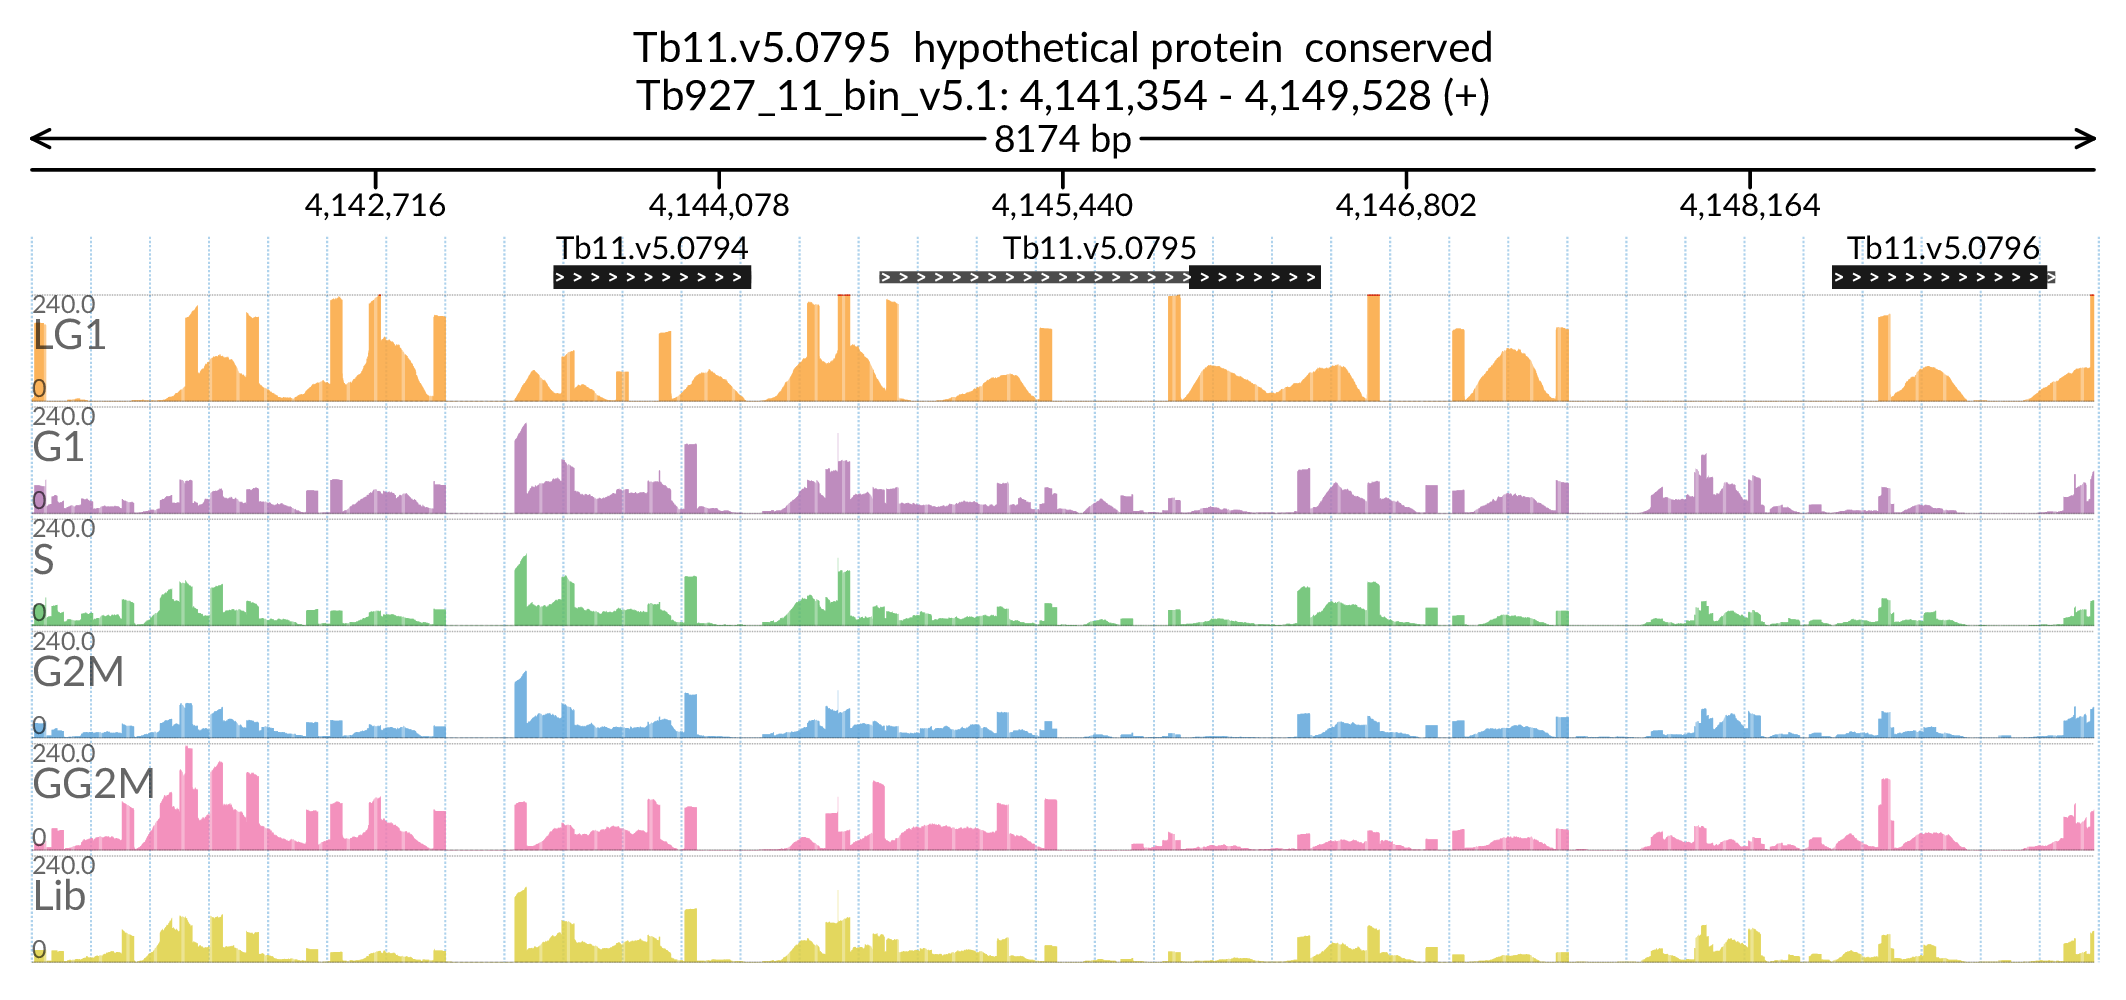 Tb11.v5.0795 hypothetical protein conserved
Tb927_11_bin_v5.1: 4,141,354 - 4,149,528 (+)
8174 bp
4,142,716 4,144,078 4,145,440 4,146,802 4,148,164
Tb11.v5.0794 Tb11.v5.0795 Tb11.v5.0796
240.0
LG1
0
240.0
G1
0
240.0
S
0
240.0
G2M
0
240.0
GG2M
0
240.0
Lib
0